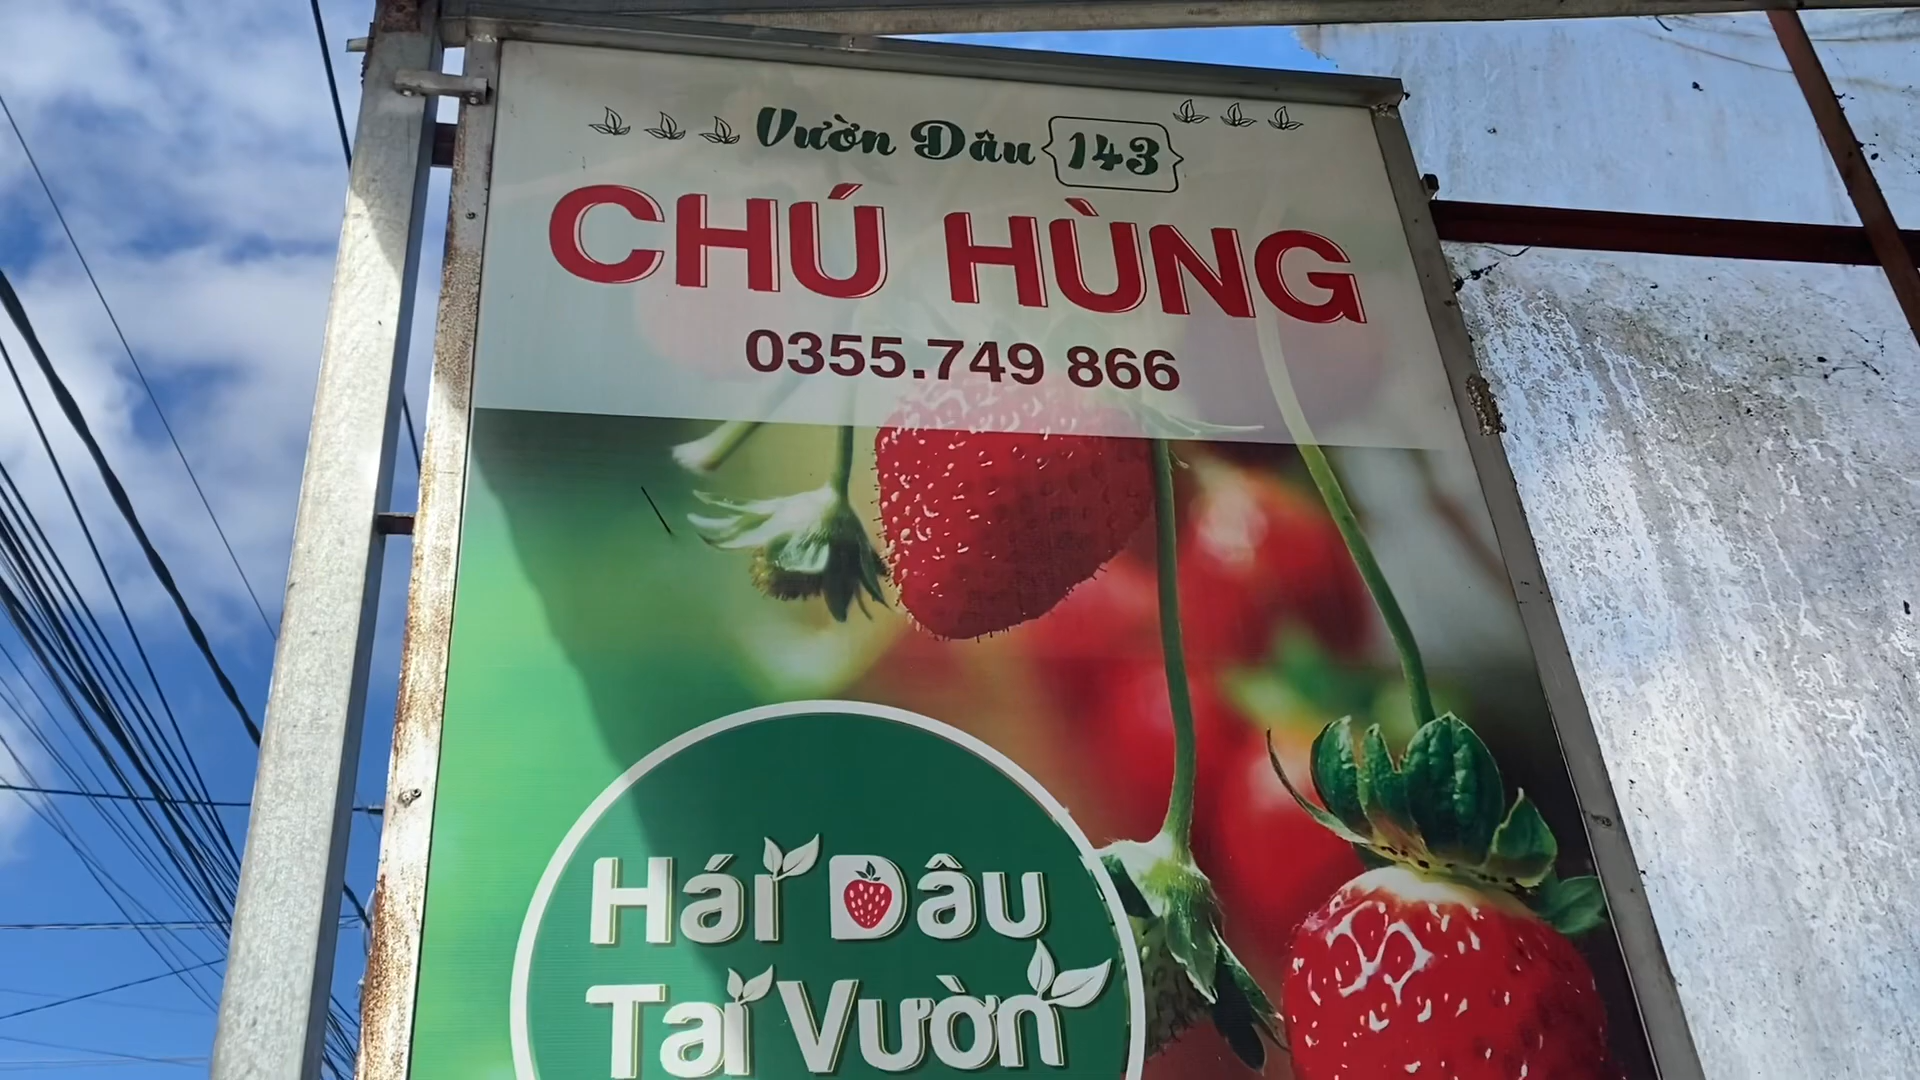 Vườn Dâu 143
CHÚ HÙNG
0355.749 866
Hái Dâu
Tại Vườn